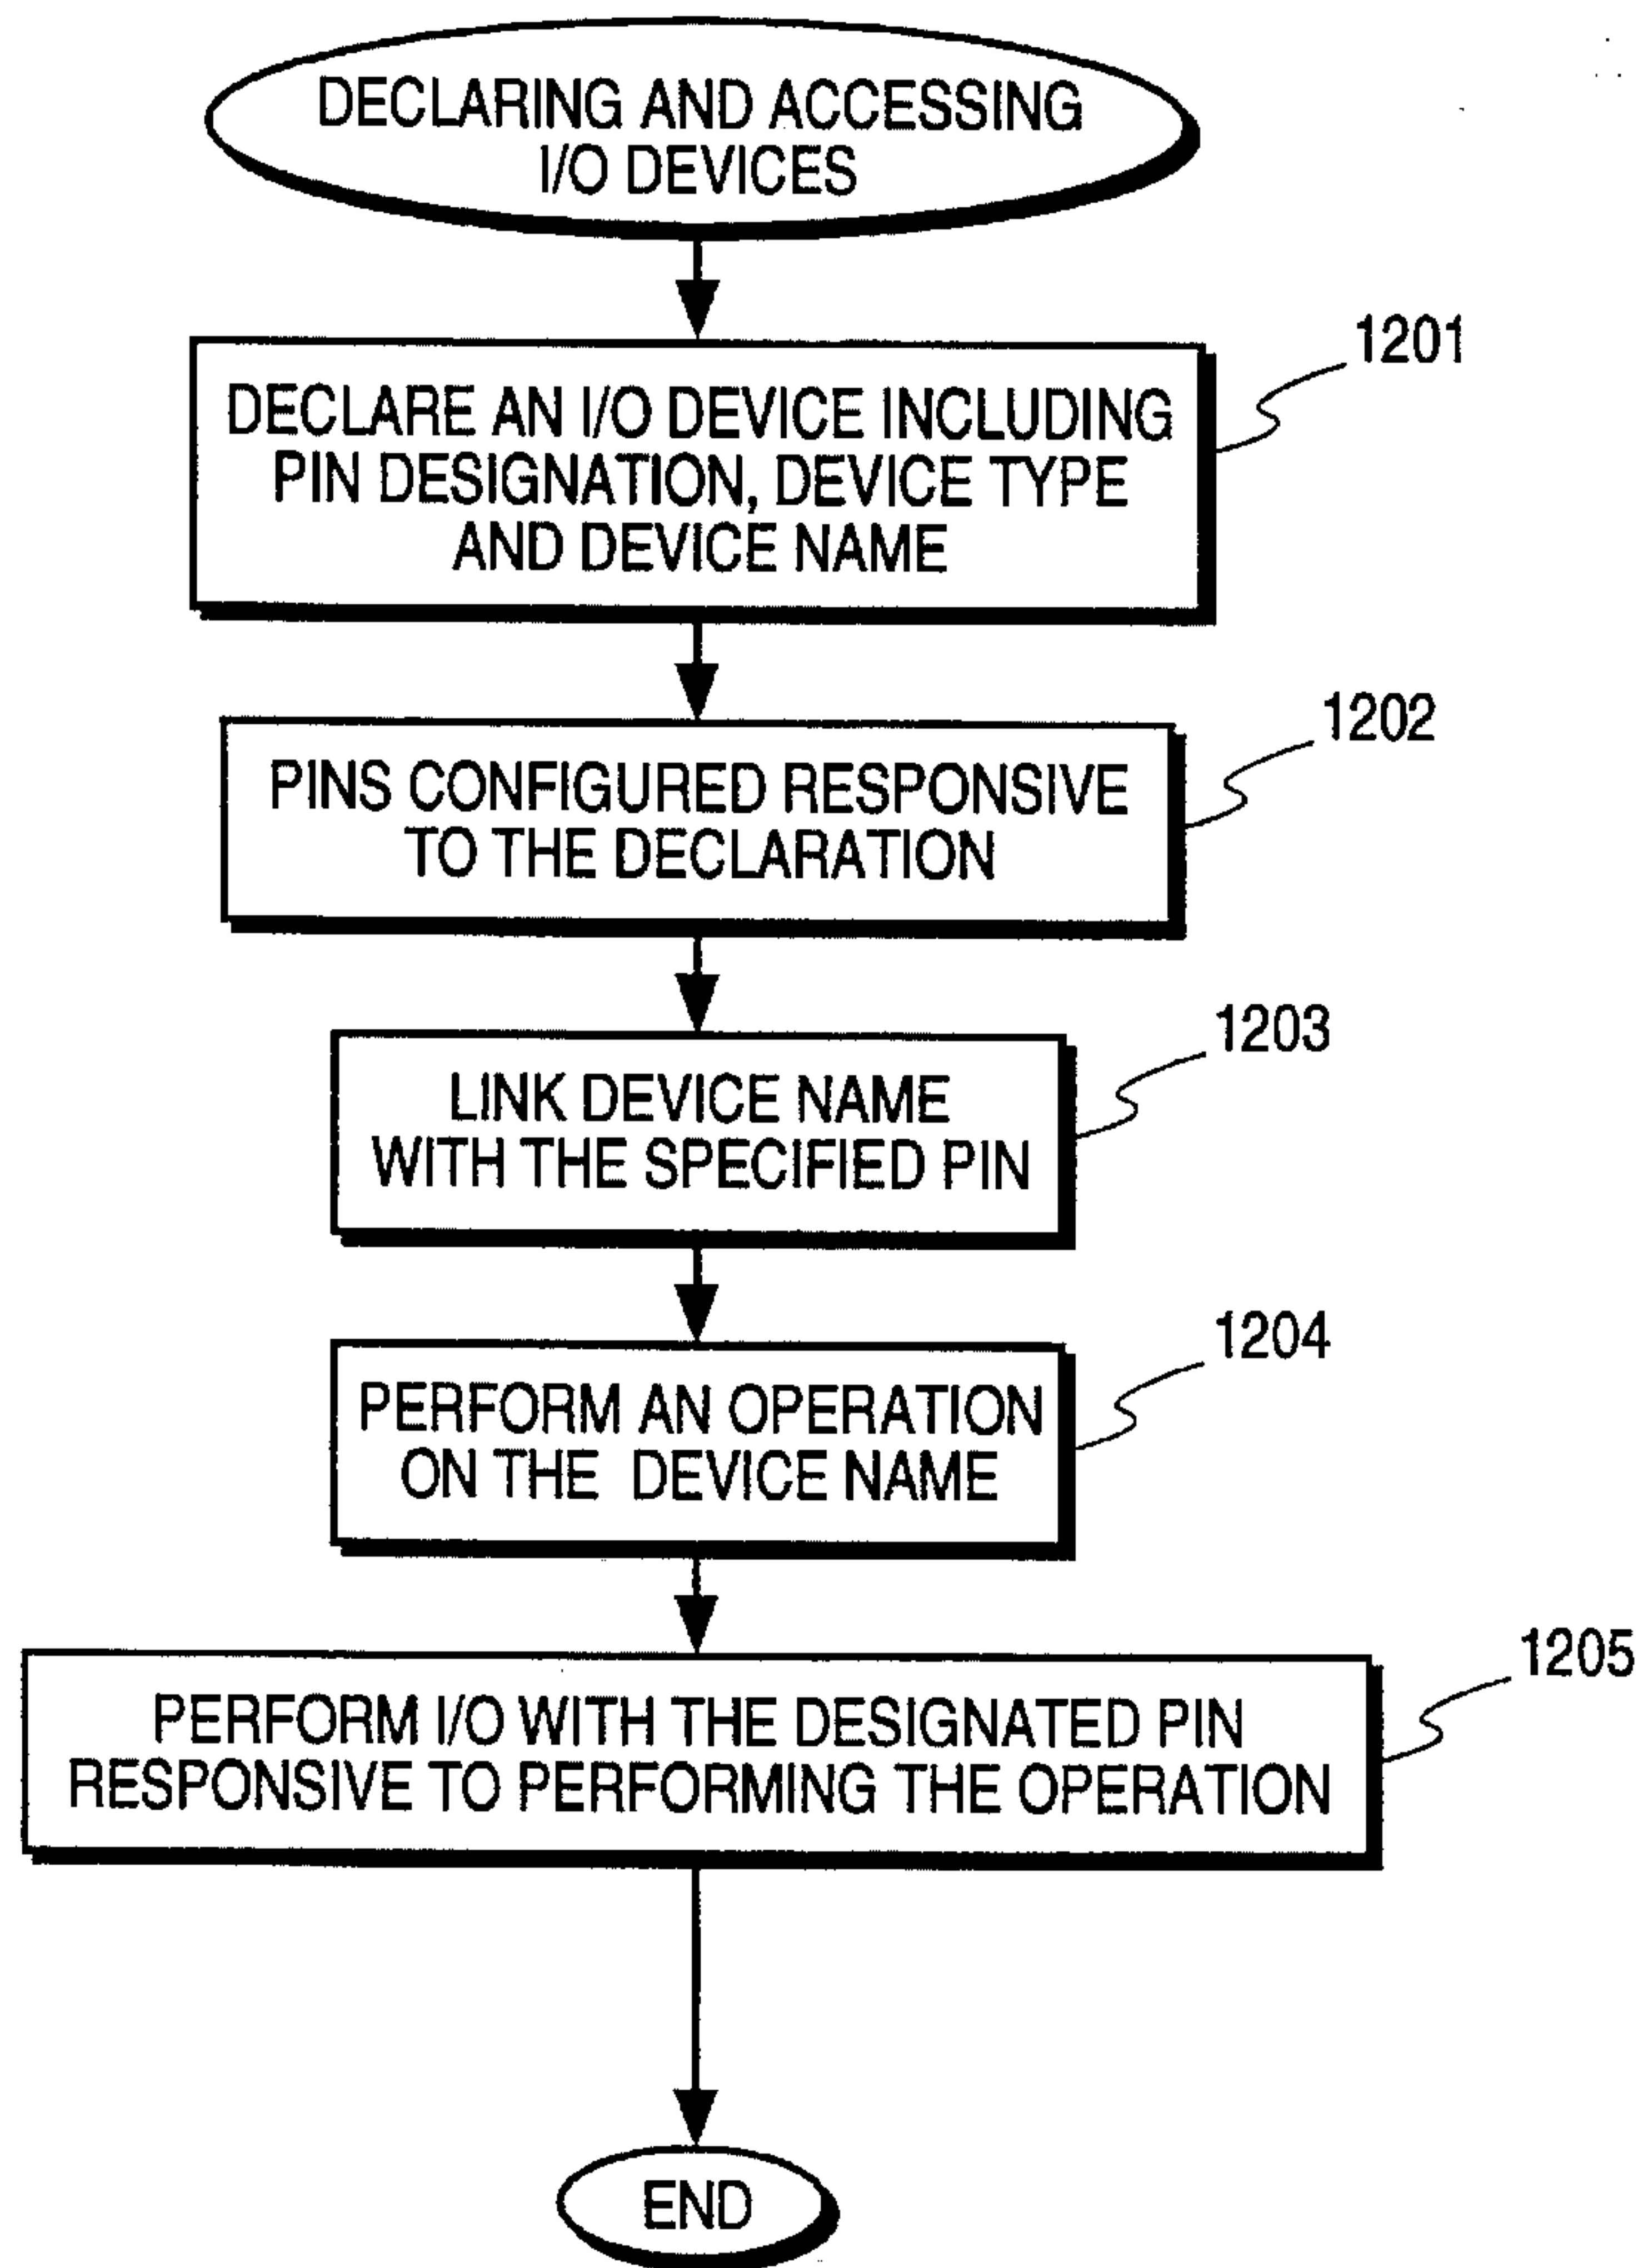 DECLARING AND ACCESSING
I/O DEVICES
1201
DECLARE AN I/O DEVICE INCLUDING
PIN DESIGNATION, DEVICE TYPE
AND DEVICE NAME
1202
PINS CONFIGURED RESPONSIVE
TO THE DECLARATION
1203
LINK DEVICE NAME
WITH THE SPECIFIED PIN
1204
PERFORM AN OPERATION
ON THE DEVICE NAME
1205
PERFORM I/O WITH THE DESIGNATED PIN
RESPONSIVE TO PERFORMING THE OPERATION
END